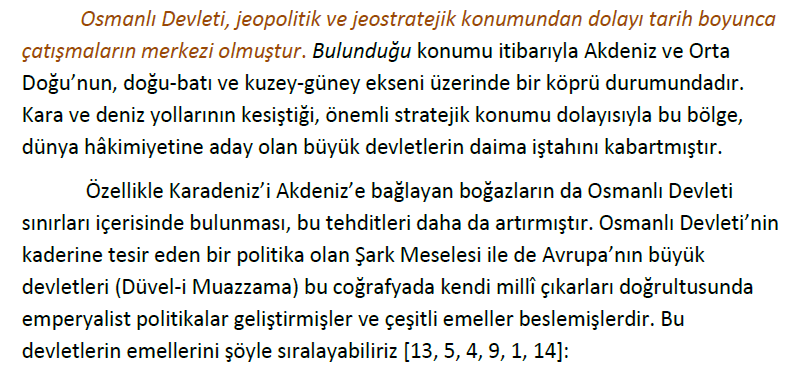 Osmanlı Devleti, jeopolitik ve jeostratejik konumundan dolayı tarih boyunca
çatışmaların merkezi olmuştur. Bulunduğu konumu itibarıyla Akdeniz ve Orta
Doğu’nun, doğu-batı ve kuzey-güney ekseni üzerinde bir köprü durumundadır.
Kara ve deniz yollarının kesiştiği, önemli stratejik konumu dolayısıyla bu bölge,
dünya hâkimiyetine aday olan büyük devletlerin daima iştahını kabartmıştır.
Özellikle Karadeniz’i Akdeniz’e bağlayan boğazların da Osmanlı Devleti
sınırları içerisinde bulunması, bu tehditleri daha da artırmıştır. Osmanlı Devleti’nin
kaderine tesir eden bir politika olan Şark Meselesi ile de Avrupa’nın büyük
devletleri (Düvel-i Muazzama) bu coğrafyada kendi millî çıkarları doğrultusunda
emperyalist politikalar geliştirmişler ve çeşitli emeller beslemişlerdir. Bu
devletlerin emellerini şöyle sıralayabiliriz [13, 5, 4, 9, 1, 14]: